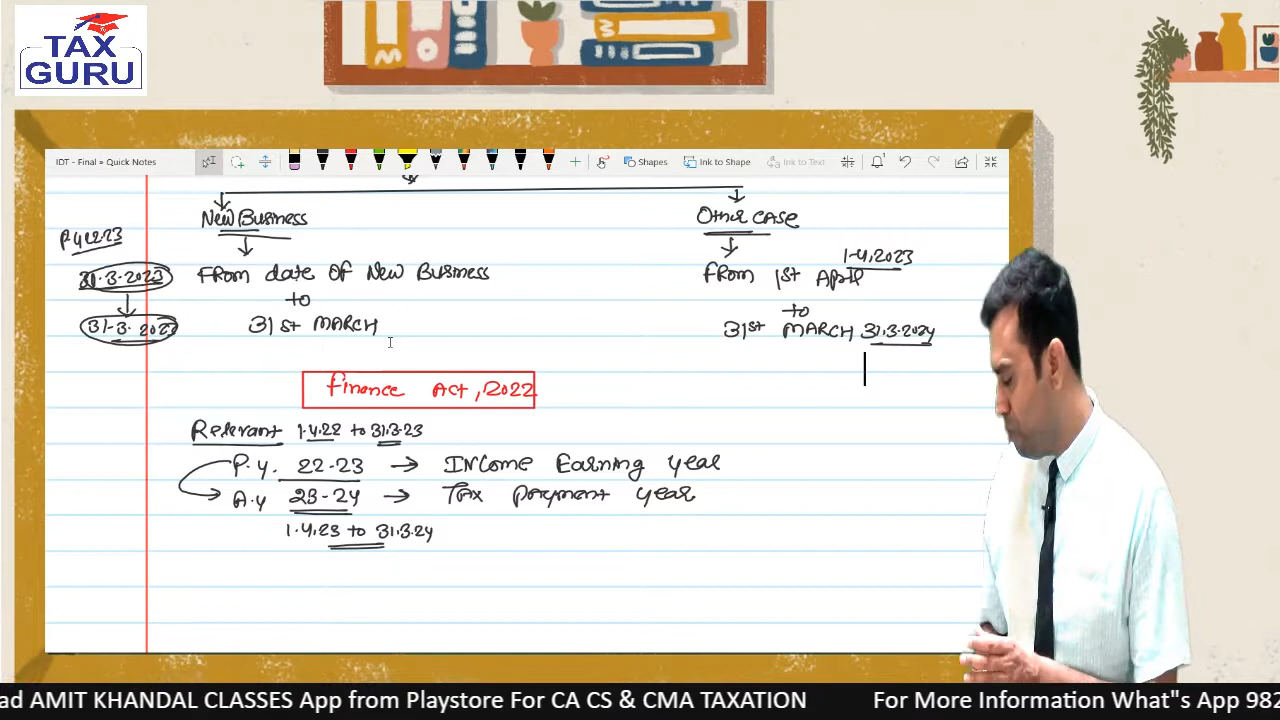 TAX
GURU
IDT - Final » Quick Notes
Shapes
Ink to Shape
Ink to Text
New Business
Other CASE
P.Y 22-23
1-4.2023
31.3.2023
From date OF New Business
From 1st April
to
to
31-3.2023
31st MARCH
31st MARCH 31.3.2024
Finance Act, 2022
Relevant 1.4.22 to 31.3.23
P.Y. 22-23 → Income Earning year
A.Y 23-24 → Tax payment year
1.4.23 to 31.3.24
ad AMIT KHANDAL CLASSES App from Playstore For CA CS & CMA TAXATION
For More Information What"s App 982